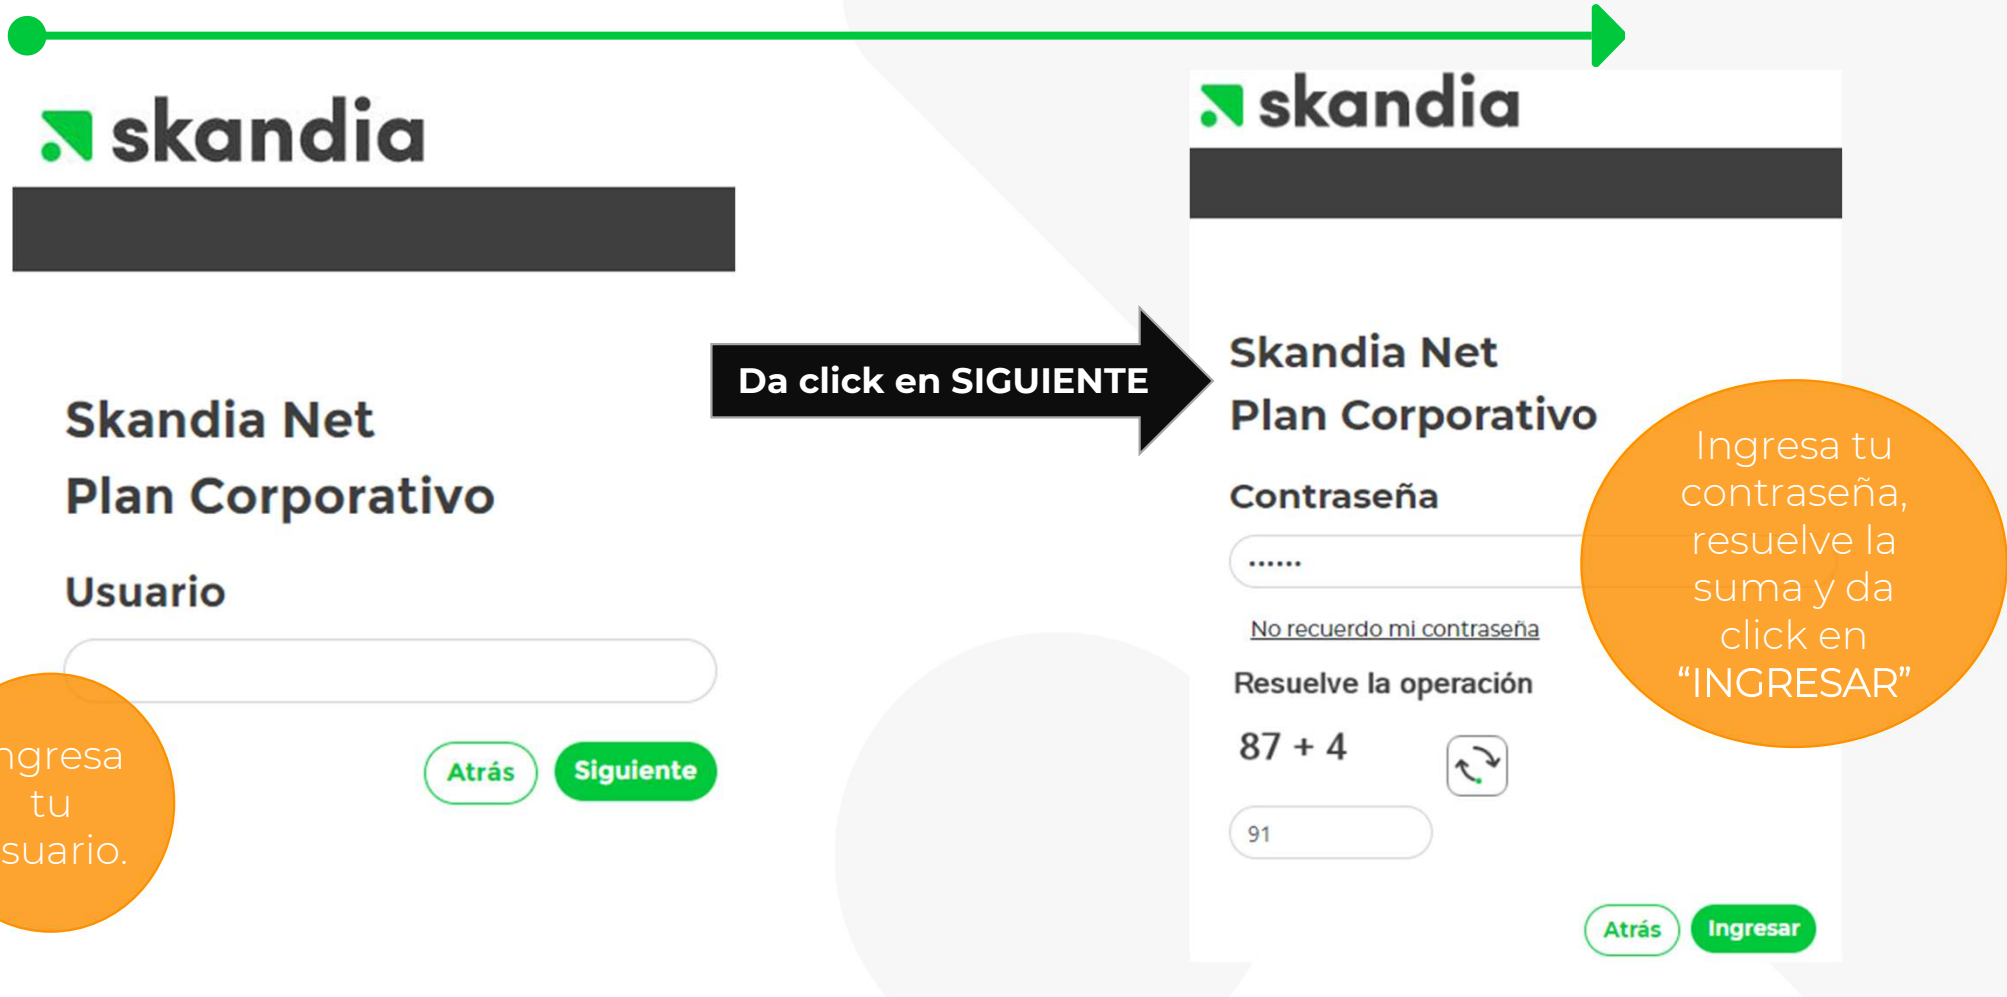 skandia
Skandia Net
Plan Corporativo
Usuario
Atrás
Siguiente
ngresa
tu
suario.
Da click en SIGUIENTE
skandia
Skandia Net
Plan Corporativo
Contraseña
······
No recuerdo mi contraseña
Resuelve la operación
87 + 4
91
Atrás
Ingresar
Ingresa tu
contraseña,
resuelve la
suma y da
click en
“INGRESAR”